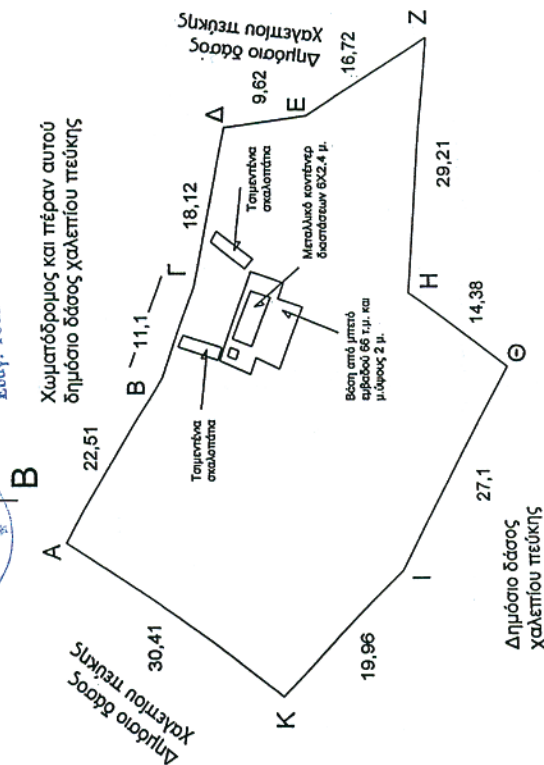 Β
Χωματόδρομος και πέραν αυτού
δημόσιο δάσος χαλεπίου πεύκης
Δημόσιο δάσος
Χαλεπίου πεύκης
Δημόσιο δάσος
χαλεπίου πεύκης
Α
22,51
Β
11,1
Γ
18,12
Δ
9,62
Ε
16,72
Ζ
29,21
Η
14,38
Θ
27,1
Ι
19,96
Κ
30,41
Τσιμεντένια
σκαλοπάτια
Τσιμεντένια
σκαλοπάτια
Μεταλλικό κοντέινερ
διαστάσεων 6Χ2,4 μ.
Βάση από μπετό
εμβαδού 66 τ.μ. και
μ.ύψους 2 μ.
Δημόσιο δάσος
χαλεπίου πεύκης